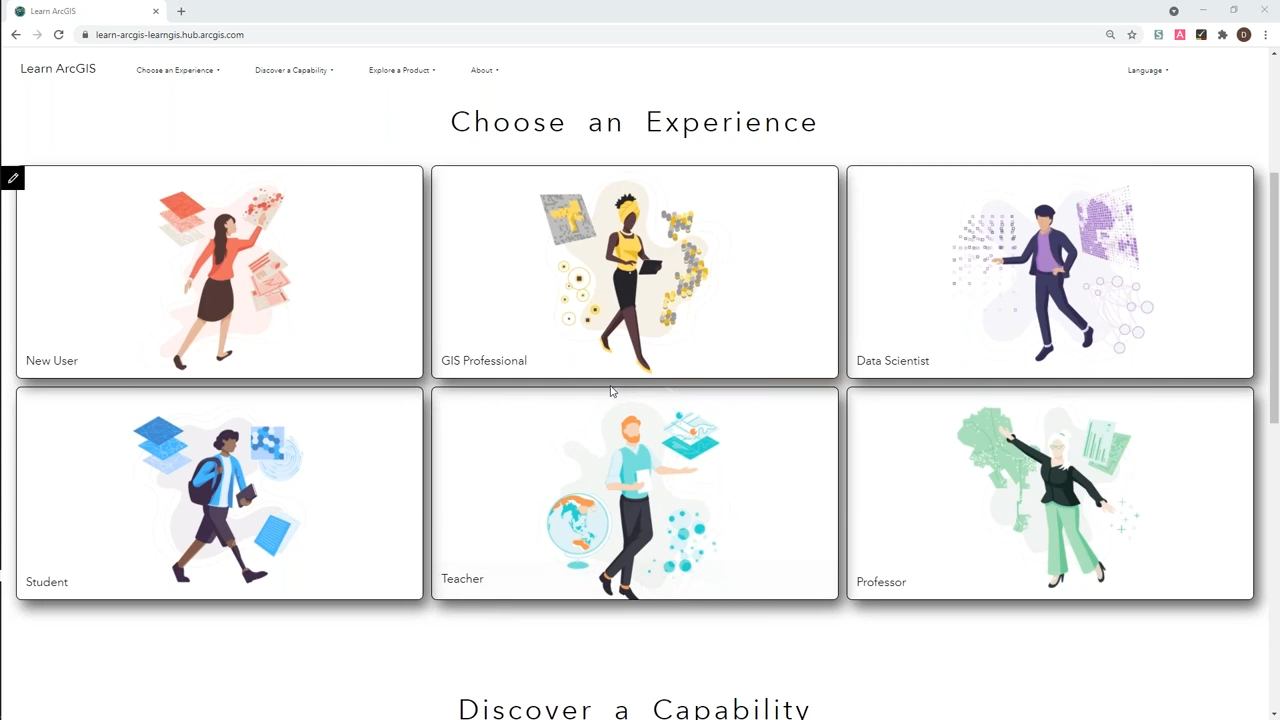 Learn ArcGIS
learn-arcgis-learngis.hub.arcgis.com
D
Learn ArcGIS
Choose an Experience
Discover a Capability
Explore a Product
About
Language
Choose an Experience
New User
GIS Professional
Data Scientist
Student
Teacher
Professor
Discover a Capability